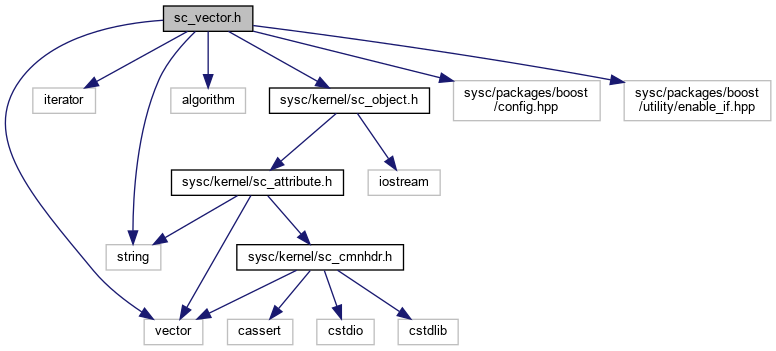 sc_vector.h
iterator
algorithm
sysc/kernel/sc_object.h
sysc/packages/boost
/config.hpp
sysc/packages/boost
/utility/enable_if.hpp
sysc/kernel/sc_attribute.h
iostream
string
sysc/kernel/sc_cmnhdr.h
vector
cassert
cstdio
cstdlib